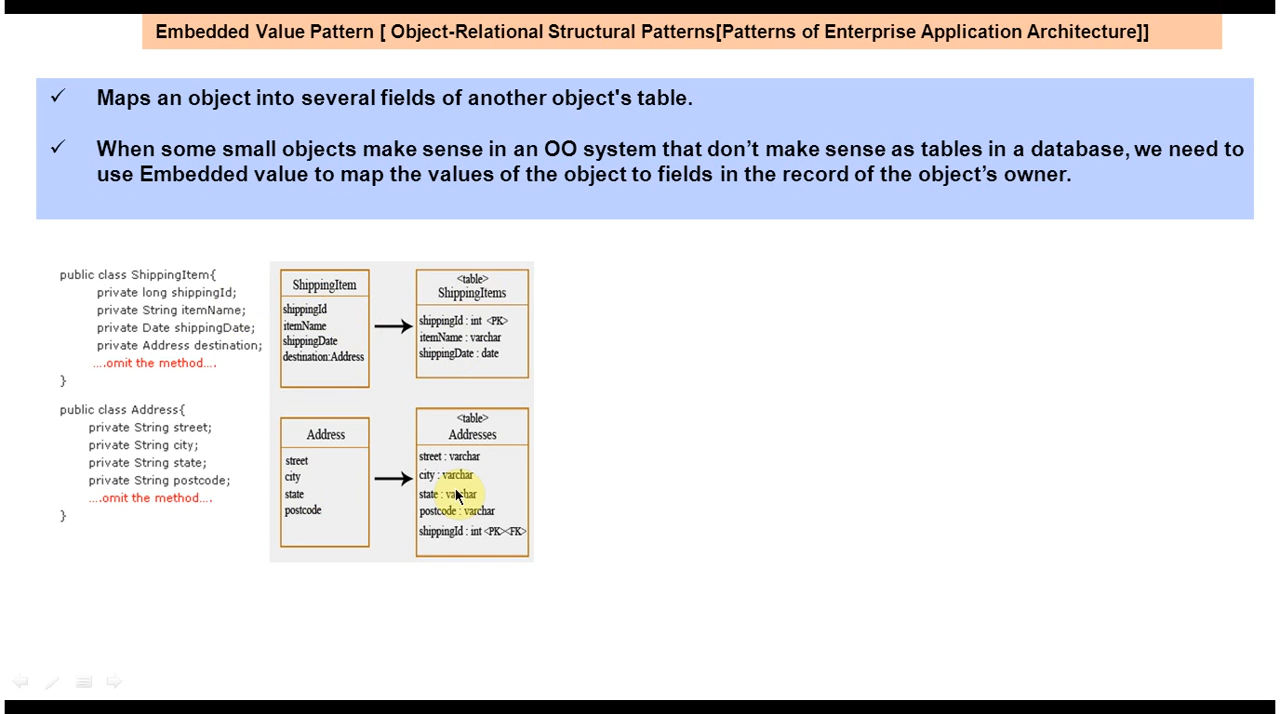 Embedded Value Pattern [ Object-Relational Structural Patterns[Patterns of Enterprise Application Architecture]]
✓ Maps an object into several fields of another object's table.
✓ When some small objects make sense in an OO system that don’t make sense as tables in a database, we need to
use Embedded value to map the values of the object to fields in the record of the object’s owner.
public class ShippingItem{
private long shippingId;
private String itemName;
private Date shippingDate;
private Address destination;
....omit the method....
}
public class Address{
private String street;
private String city;
private String state;
private String postcode;
....omit the method....
}
ShippingItem
shippingId
itemName
shippingDate
destination:Address
<table>
ShippingItems
shippingId : int <PK>
itemName : varchar
shippingDate : date
Address
street
city
state
postcode
<table>
Addresses
street : varchar
city : varchar
state : varchar
postcode : varchar
shippingId : int <PK><FK>